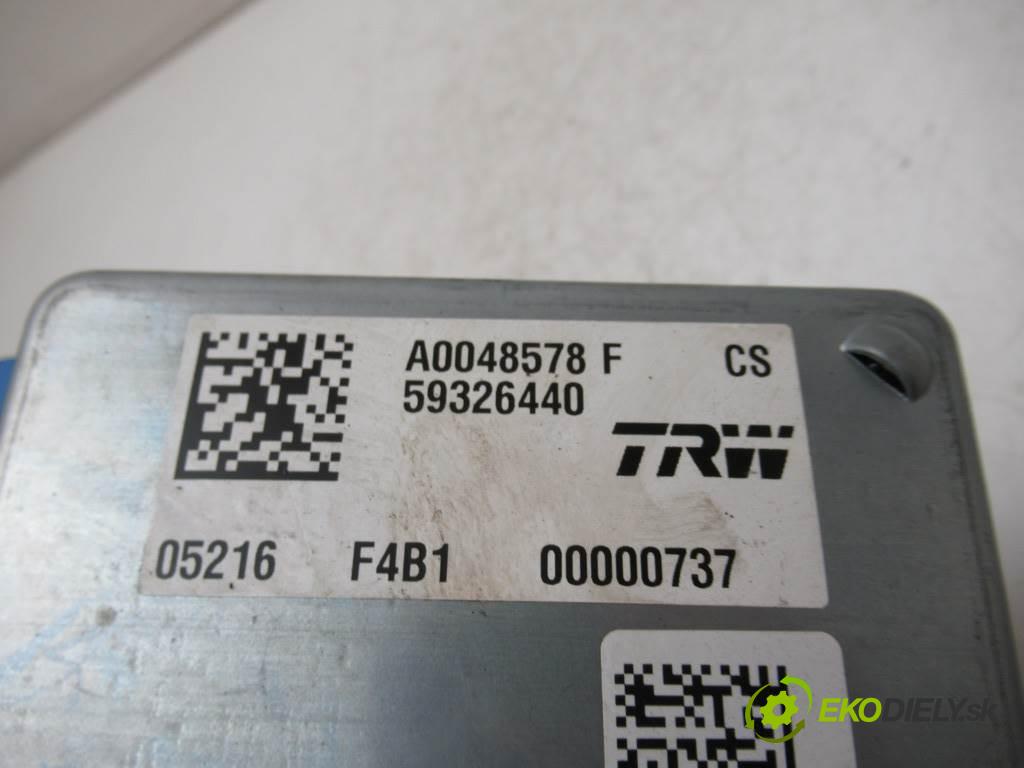 A0048578 F CS
59326440
TRW
05216 F4B1 00000737
EKODIELY.sk